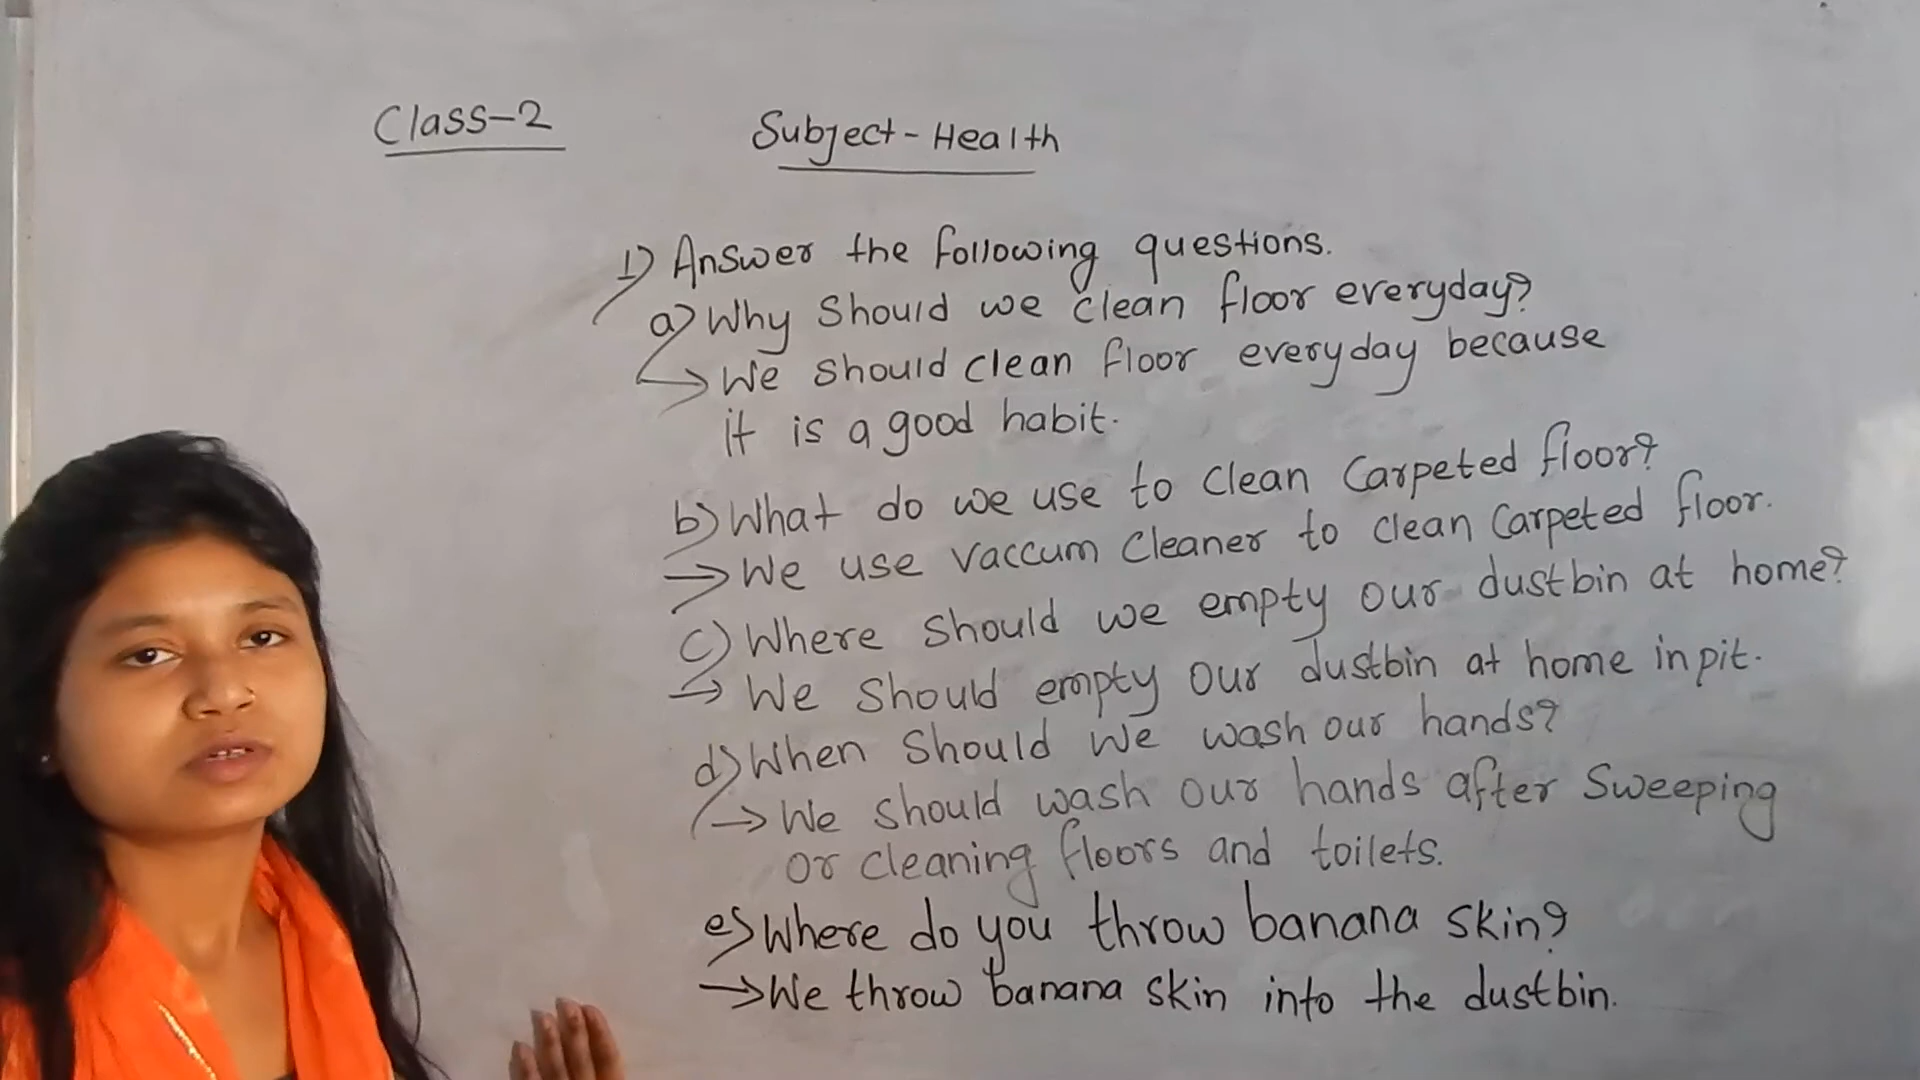 Class-2
Subject-Health
1) Answer the following questions.
a) Why should we clean floor everyday?
→ We should clean floor everyday because
it is a good habit.
b) What do we use to clean carpeted floor?
→ We use vaccum cleaner to clean carpeted floor.
c) Where should we empty our dustbin at home?
→ We should empty our dustbin at home in pit.
d) When should we wash our hands?
→ We should wash our hands after sweeping
or cleaning floors and toilets.
e) Where do you throw banana skin?
→ We throw banana skin into the dustbin.